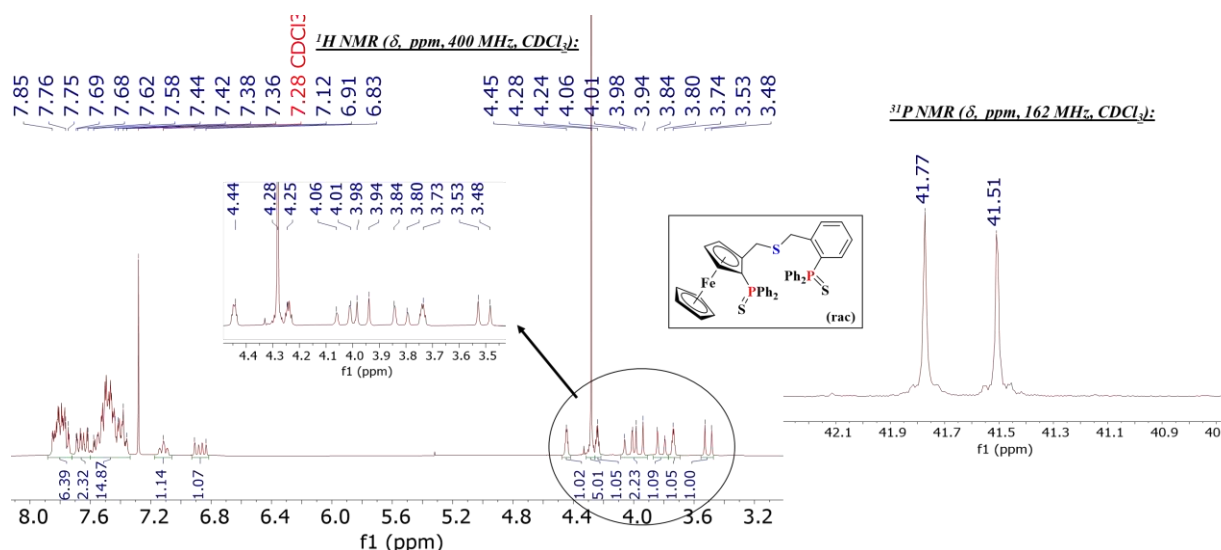 ¹H NMR (δ, ppm, 400 MHz, CDCl₃):
7.85 7.76 7.75 7.69 7.68 7.62 7.58 7.44 7.42 7.38 7.36 7.28 CDCl3 7.12 6.91 6.83
4.45 4.28 4.24 4.06 4.01 3.98 3.94 3.84 3.80 3.74 3.53 3.48
4.44 4.28 4.25 4.06 4.01 3.98 3.94 3.84 3.80 3.73 3.53 3.48
4.4 4.3 4.2 4.1 4.0 3.9 3.8 3.7 3.6 3.5
f1 (ppm)
S
Ph₂P
S
Fe
PPh₂
S
(rac)
6.39 2.32 14.87 1.14 1.07 1.02 5.01 1.05 2.23 1.09 1.05 1.00
8.0 7.6 7.2 6.8 6.4 6.0 5.6 5.2 4.8 4.4 4.0 3.6 3.2
f1 (ppm)
³¹P NMR (δ, ppm, 162 MHz, CDCl₃):
41.77 41.51
42.1 41.7 41.3 41.1 40.9 40
f1 (ppm)